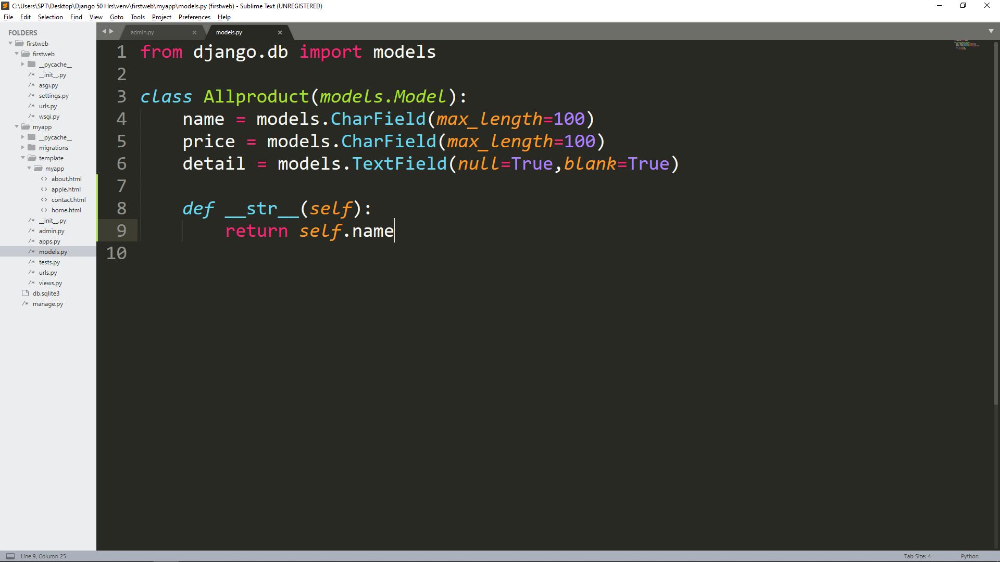 C:\Users\SPT\Desktop\Django 50 Hrs\venv\firstweb\myapp\models.py (firstweb) - Sublime Text (UNREGISTERED)
File Edit Selection Find View Goto Tools Project Preferences Help
FOLDERS
firstweb
firstweb
__pycache__
__init__.py
asgi.py
settings.py
urls.py
wsgi.py
myapp
__pycache__
migrations
template
myapp
about.html
apple.html
contact.html
home.html
__init__.py
admin.py
apps.py
models.py
tests.py
urls.py
views.py
db.sqlite3
manage.py
admin.py models.py
1 from django.db import models
2
3 class Allproduct(models.Model):
4     name = models.CharField(max_length=100)
5     price = models.CharField(max_length=100)
6     detail = models.TextField(null=True,blank=True)
7
8     def __str__(self):
9         return self.name
10
Line 9, Column 25 Tab Size: 4 Python